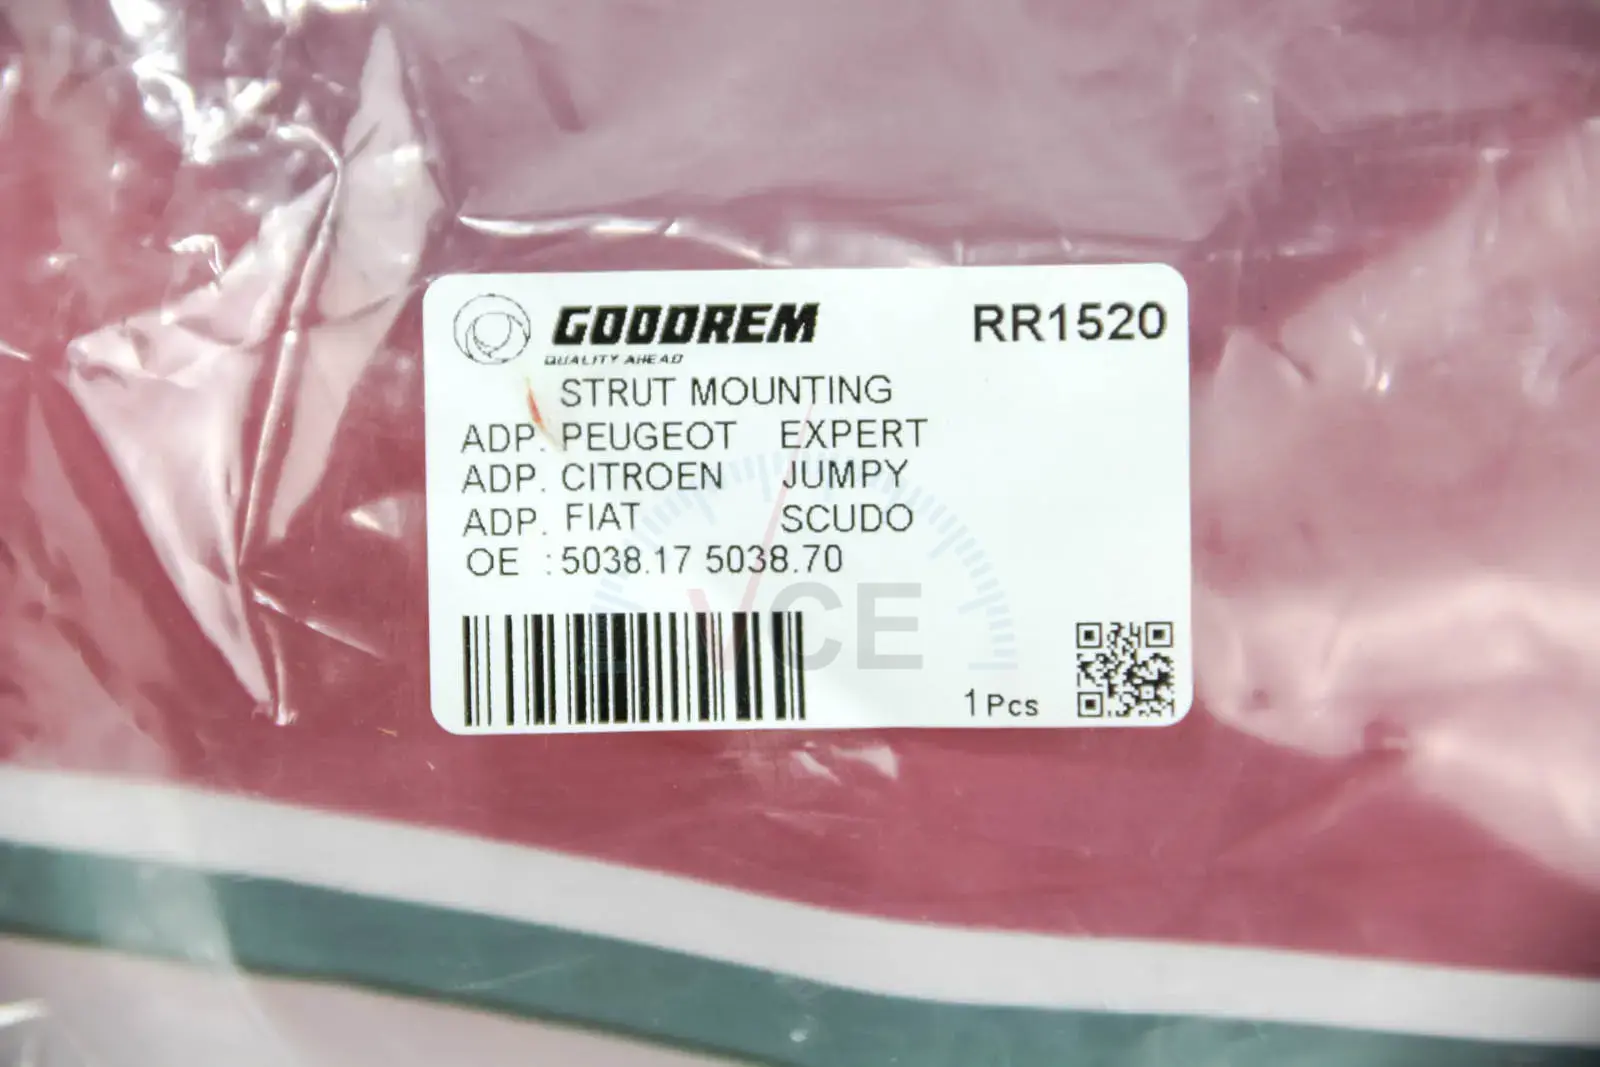 GOODREM
QUALITY AHEAD
RR1520
STRUT MOUNTING
ADP. PEUGEOT EXPERT
ADP. CITROEN JUMPY
ADP. FIAT SCUDO
OE : 5038.17 5038.70
VCE
1 Pcs